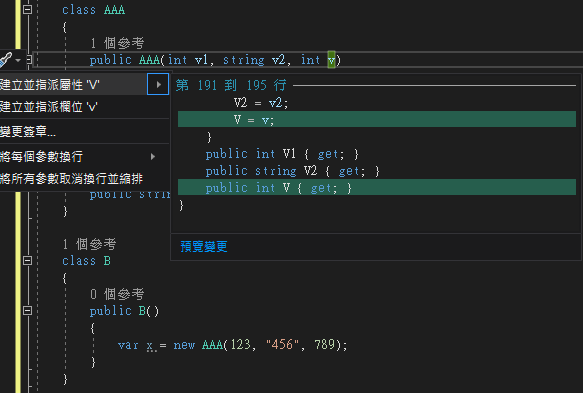 class AAA
{
1 個參考
public AAA(int v1, string v2, int v)
建立並指派屬性 'V'
建立並指派欄位 'v'
變更簽章...
將每個參數換行
將所有參數取消換行並縮排
第 191 到 195 行
V2 = v2;
V = v;
}
public int V1 { get; }
public string V2 { get; }
public int V { get; }
}
預覽變更
public strin
}
1 個參考
class B
{
0 個參考
public B()
{
var x = new AAA(123, "456", 789);
}
}